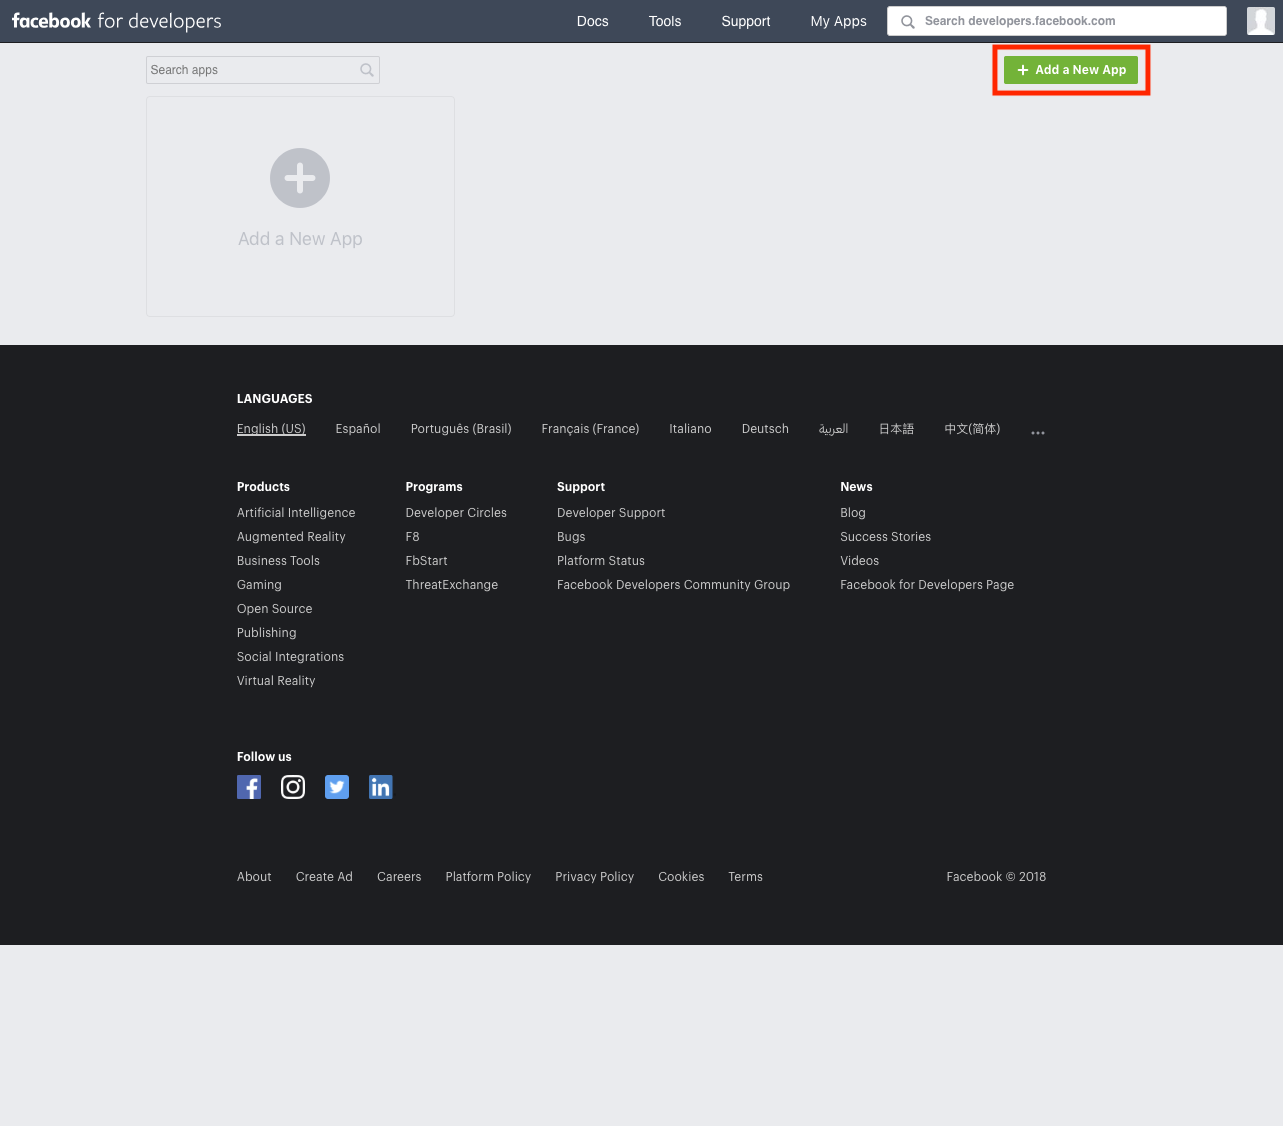 facebook for developers Docs Tools Support My Apps Search developers.facebook.com
Search apps + Add a New App
Add a New App
LANGUAGES
English (US) Español Português (Brasil) Français (France) Italiano Deutsch العربية 日本語 中文(简体) ...
Products Programs Support News
Artificial Intelligence Developer Circles Developer Support Blog
Augmented Reality F8 Bugs Success Stories
Business Tools FbStart Platform Status Videos
Gaming ThreatExchange Facebook Developers Community Group Facebook for Developers Page
Open Source
Publishing
Social Integrations
Virtual Reality
Follow us
About Create Ad Careers Platform Policy Privacy Policy Cookies Terms Facebook © 2018